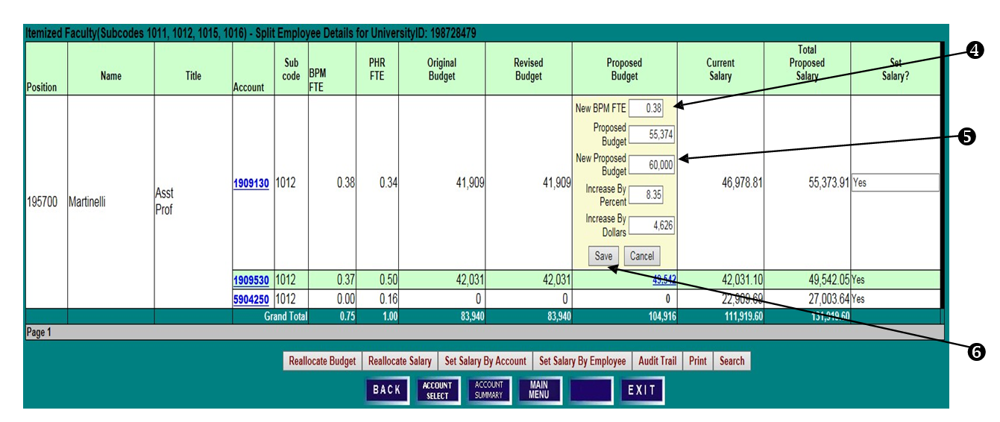 Itemized Faculty(Subcodes 1011, 1012, 1015, 1016) - Split Employee Details for UniversityID: 198728479
Position Name Title Account Sub code BPM FTE PHR FTE Original Budget Revised Budget Proposed Budget Current Salary Total Proposed Salary Set Salary?
❹
New BPM FTE 0.38
Proposed Budget 55,374
❺
New Proposed Budget 60,000
195700 Martinelli Asst Prof 1909130 1012 0.38 0.34 41,909 41,909 46,978.81 55,373.91 Yes
Increase By Percent 8.35
Increase By Dollars 4,626
Save Cancel
1909530 1012 0.37 0.50 42,031 42,031 49,542 42,031.10 49,542.05 Yes
5904250 1012 0.00 0.16 0 0 0 22,909.69 27,003.64 Yes
Grand Total 0.75 1.00 83,940 83,940 104,916 111,919.60 131,919.60
Page 1
❻
Reallocate Budget Reallocate Salary Set Salary By Account Set Salary By Employee Audit Trail Print Search
BACK ACCOUNT SELECT ACCOUNT SUMMARY MAIN MENU EXIT